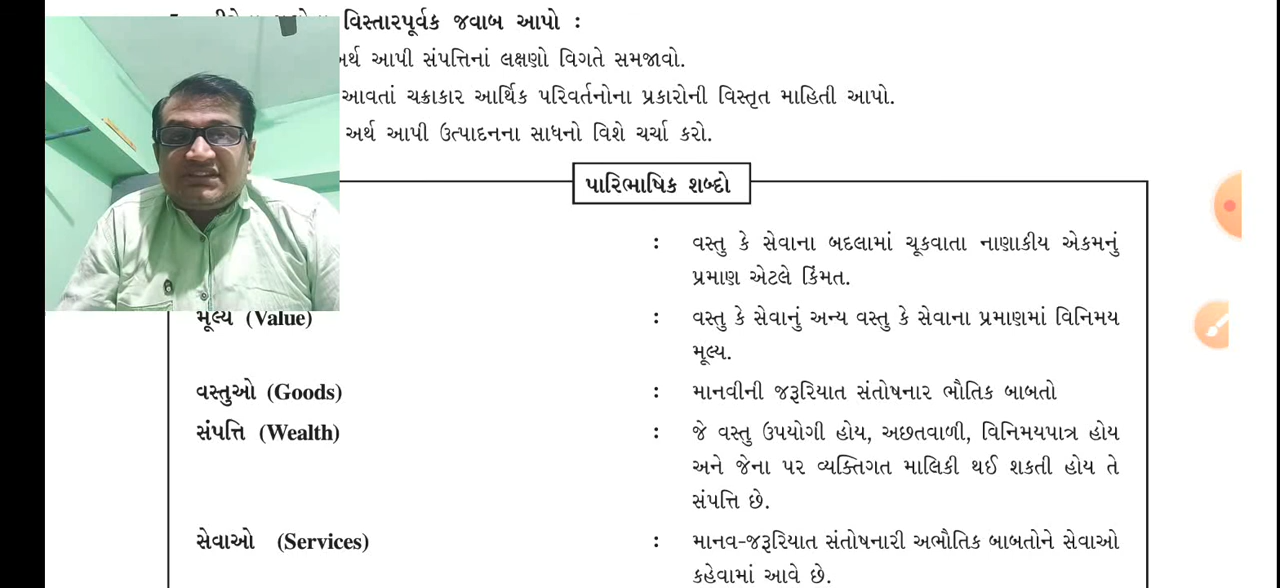 વિસ્તારપૂર્વક જવાબ આપો :
અર્થ આપી સંપત્તિનાં લક્ષણો વિગતે સમજાવો.
આવતાં ચક્રાકાર આર્થિક પરિવર્તનોના પ્રકારોની વિસ્તૃત માહિતી આપો.
અર્થ આપી ઉત્પાદનના સાધનો વિશે ચર્ચા કરો.
પારિભાષિક શબ્દો
: વસ્તુ કે સેવાના બદલામાં ચૂકવાતા નાણાકીય એકમનું
પ્રમાણ એટલે કિંમત.
મૂલ્ય (Value) : વસ્તુ કે સેવાનું અન્ય વસ્તુ કે સેવાના પ્રમાણમાં વિનિમય
મૂલ્ય.
વસ્તુઓ (Goods) : માનવીની જરૂરિયાત સંતોષનાર ભૌતિક બાબતો
સંપત્તિ (Wealth) : જે વસ્તુ ઉપયોગી હોય, અછતવાળી, વિનિમયપાત્ર હોય
અને જેના પર વ્યક્તિગત માલિકી થઈ શકતી હોય તે
સંપત્તિ છે.
સેવાઓ (Services) : માનવ-જરૂરિયાત સંતોષનારી અભૌતિક બાબતોને સેવાઓ
કહેવામાં આવે છે.